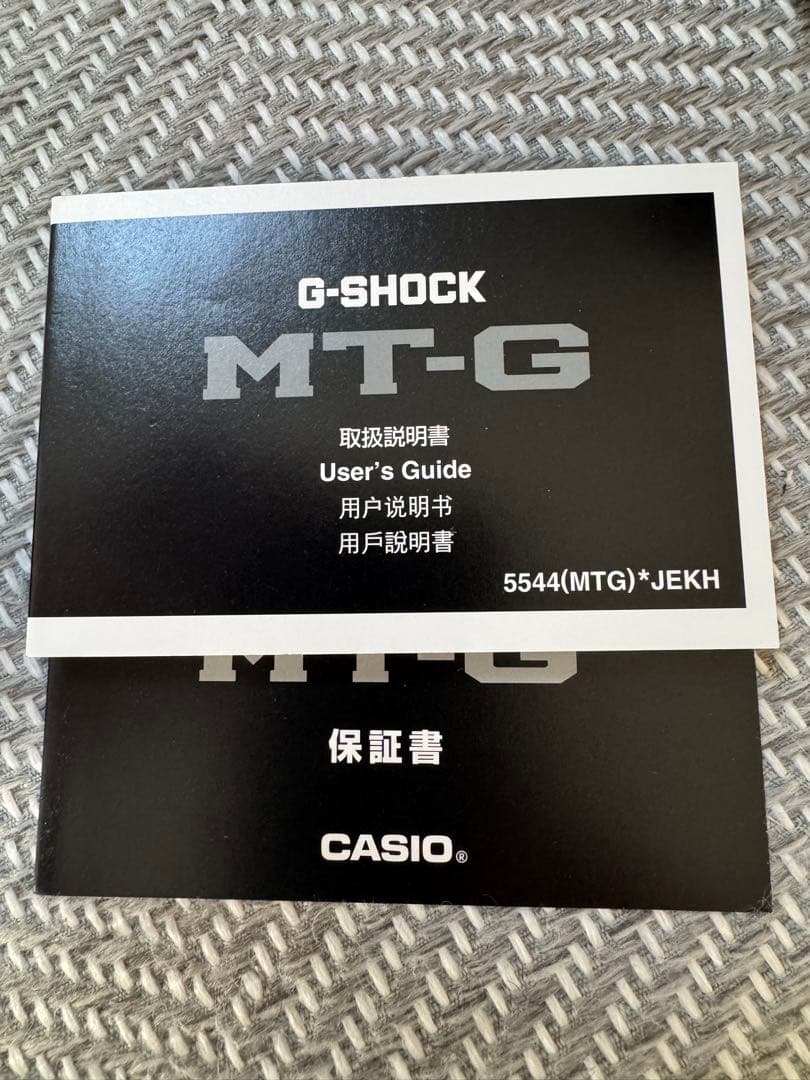 G-SHOCK
MT-G
取扱説明書
User's Guide
用户说明书
用戶說明書
5544(MTG)*JEKH
MT-G
保証書
CASIO®